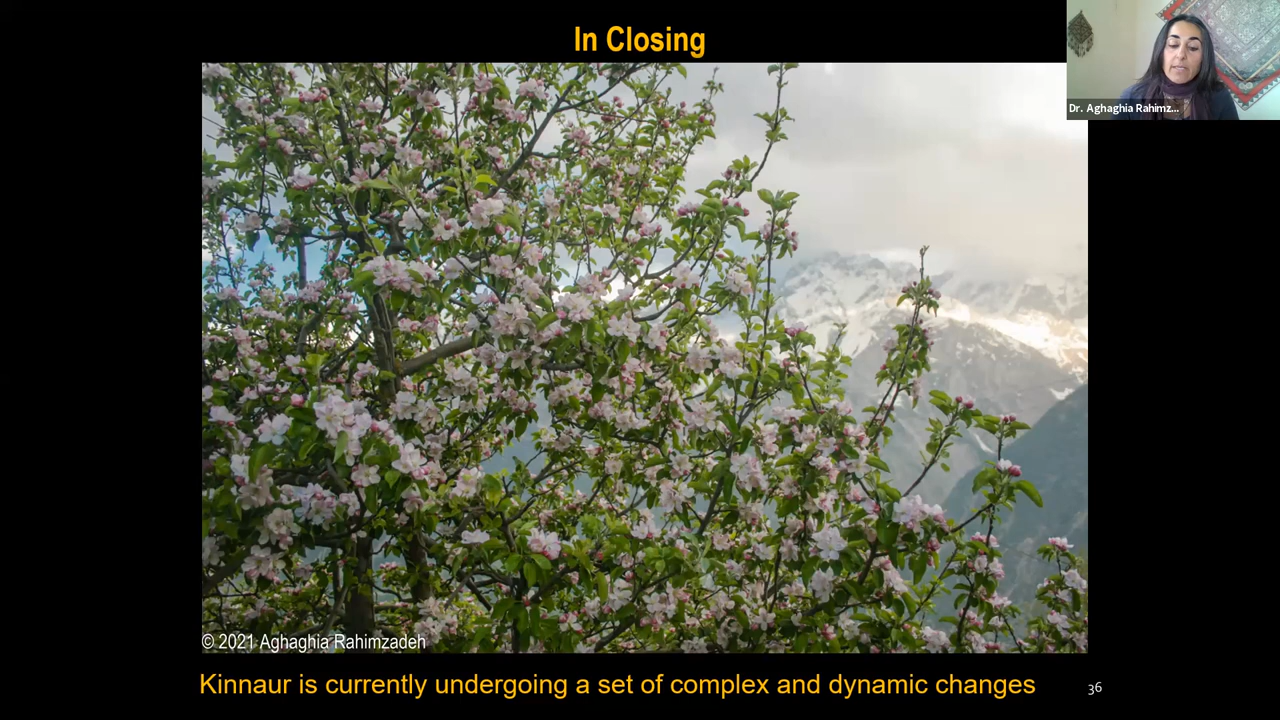 In Closing
Dr. Aghaghia Rahimz...
© 2021 Aghaghia Rahimzadeh
Kinnaur is currently undergoing a set of complex and dynamic changes
36